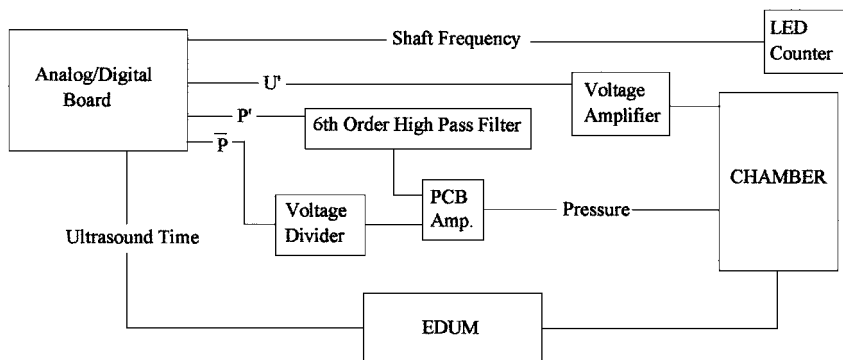 Shaft Frequency
LED
Counter
Analog/Digital
Board
U'
Voltage
Amplifier
P'
6th Order High Pass Filter
P̅
CHAMBER
PCB
Amp.
Pressure
Voltage
Divider
Ultrasound Time
EDUM